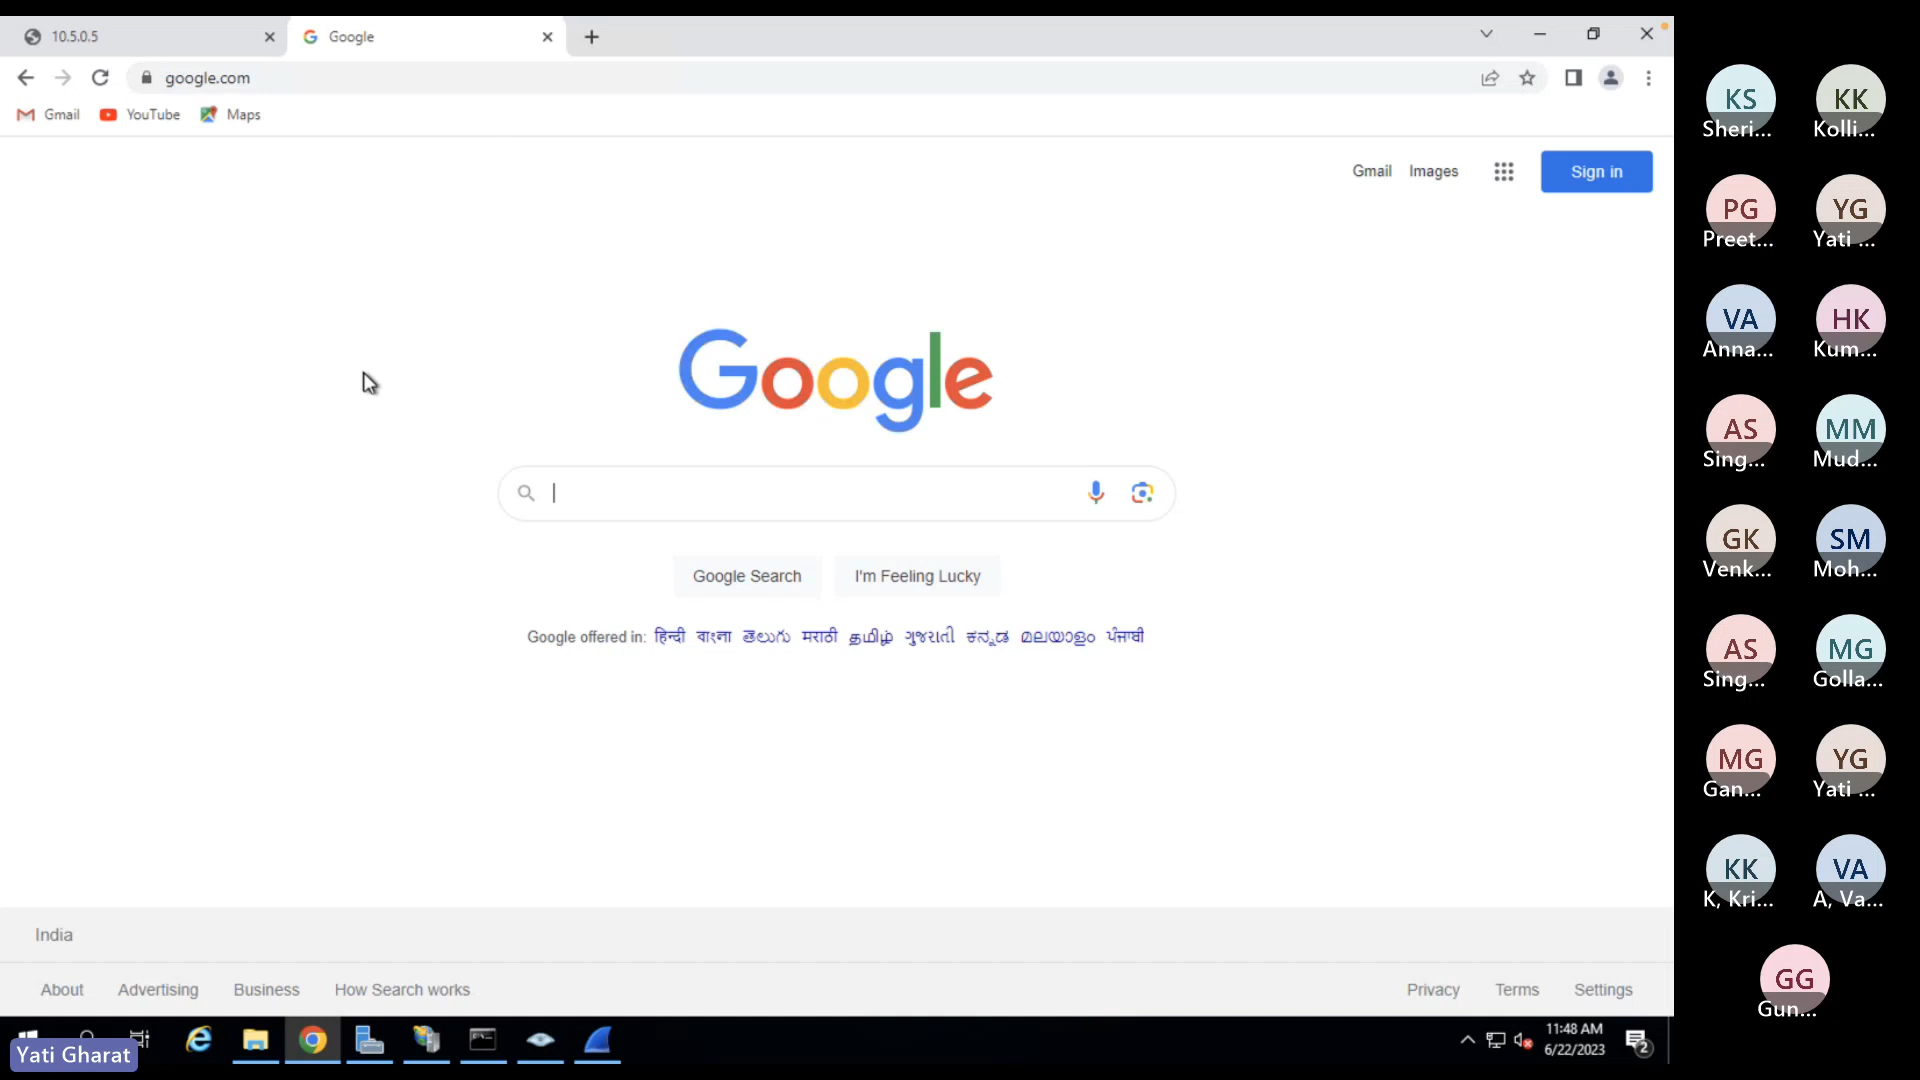 10.5.0.5
Google
google.com
Gmail YouTube Maps
Gmail Images Sign in
Google
Google Search I'm Feeling Lucky
Google offered in: हिन्दी বাংলা తెలుగు मराठी தமிழ் ગુજરાતી ಕನ್ನಡ മലയാളം ਪੰਜਾਬੀ
India
About Advertising Business How Search works
Privacy Terms Settings
Yati Gharat
11:48 AM
6/22/2023
2
KS KK
Sheri... Kolli...
PG YG
Preet... Yati ...
VA HK
Anna... Kum...
AS MM
Sing... Mud...
GK SM
Venk... Moh...
AS MG
Sing... Golla...
MG YG
Gan... Yati ...
KK VA
K, Kri... A, Va...
GG
Gun...